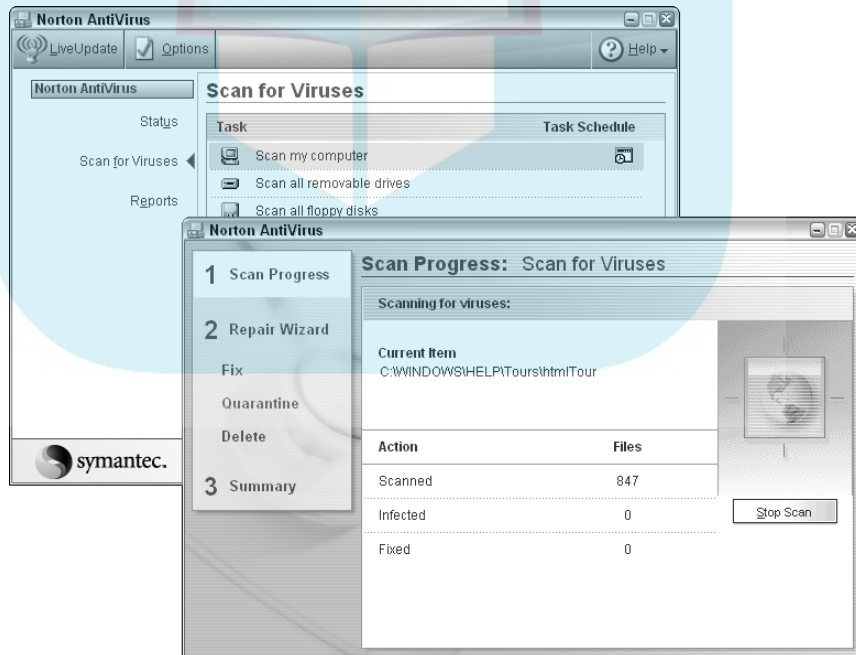 Norton AntiVirus
LiveUpdate Options Help
Norton AntiVirus
Status
Scan for Viruses
Reports
Scan for Viruses
Task Task Schedule
Scan my computer
Scan all removable drives
Scan all floppy disks
symantec.
Norton AntiVirus
1 Scan Progress
2 Repair Wizard
Fix
Quarantine
Delete
3 Summary
Scan Progress: Scan for Viruses
Scanning for viruses:
Current Item
C:\WINDOWS\HELP\Tours\htmlTour
Action Files
Scanned 847
Infected 0
Fixed 0
Stop Scan